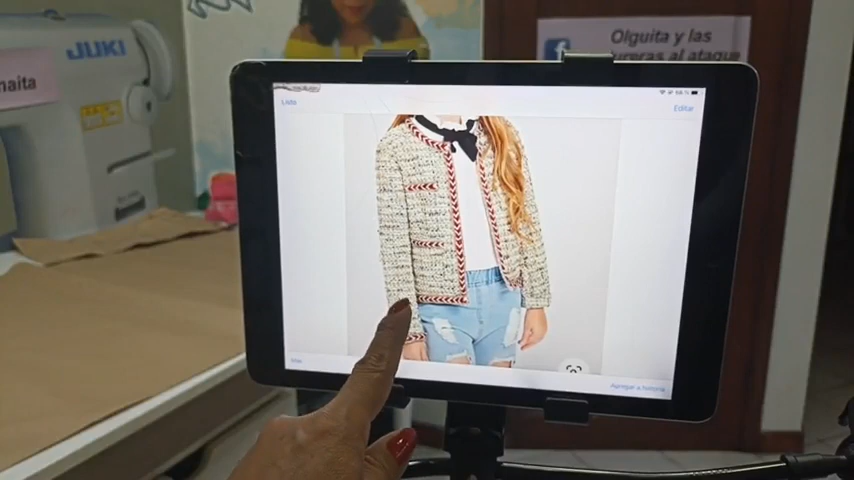 JUKI
naita
Olguita y las
ureras al ataque
Listo
Editar
Agregar a historia